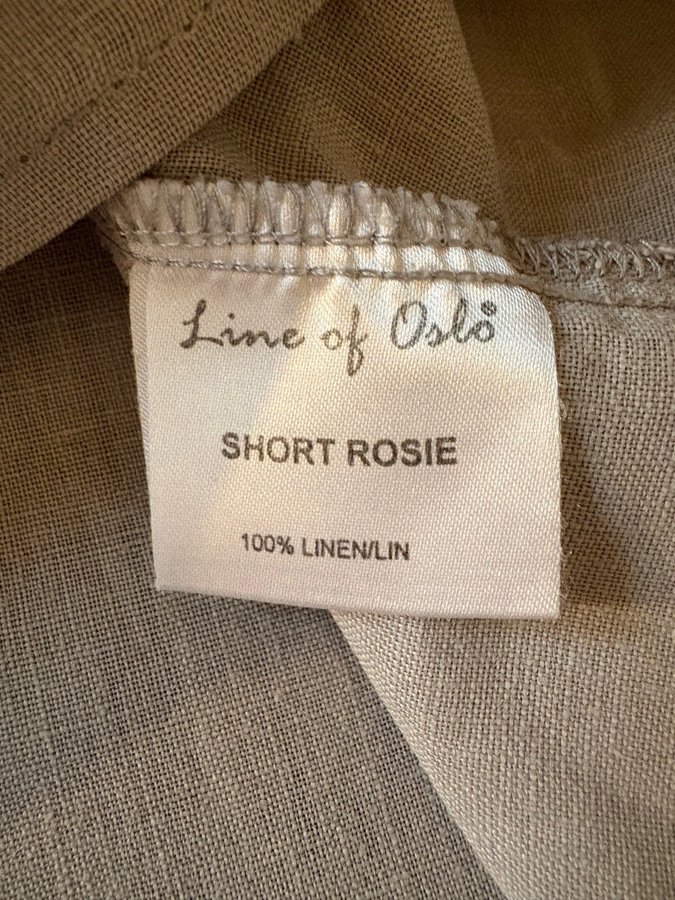 Line of Oslo
SHORT ROSIE
100% LINEN/LIN